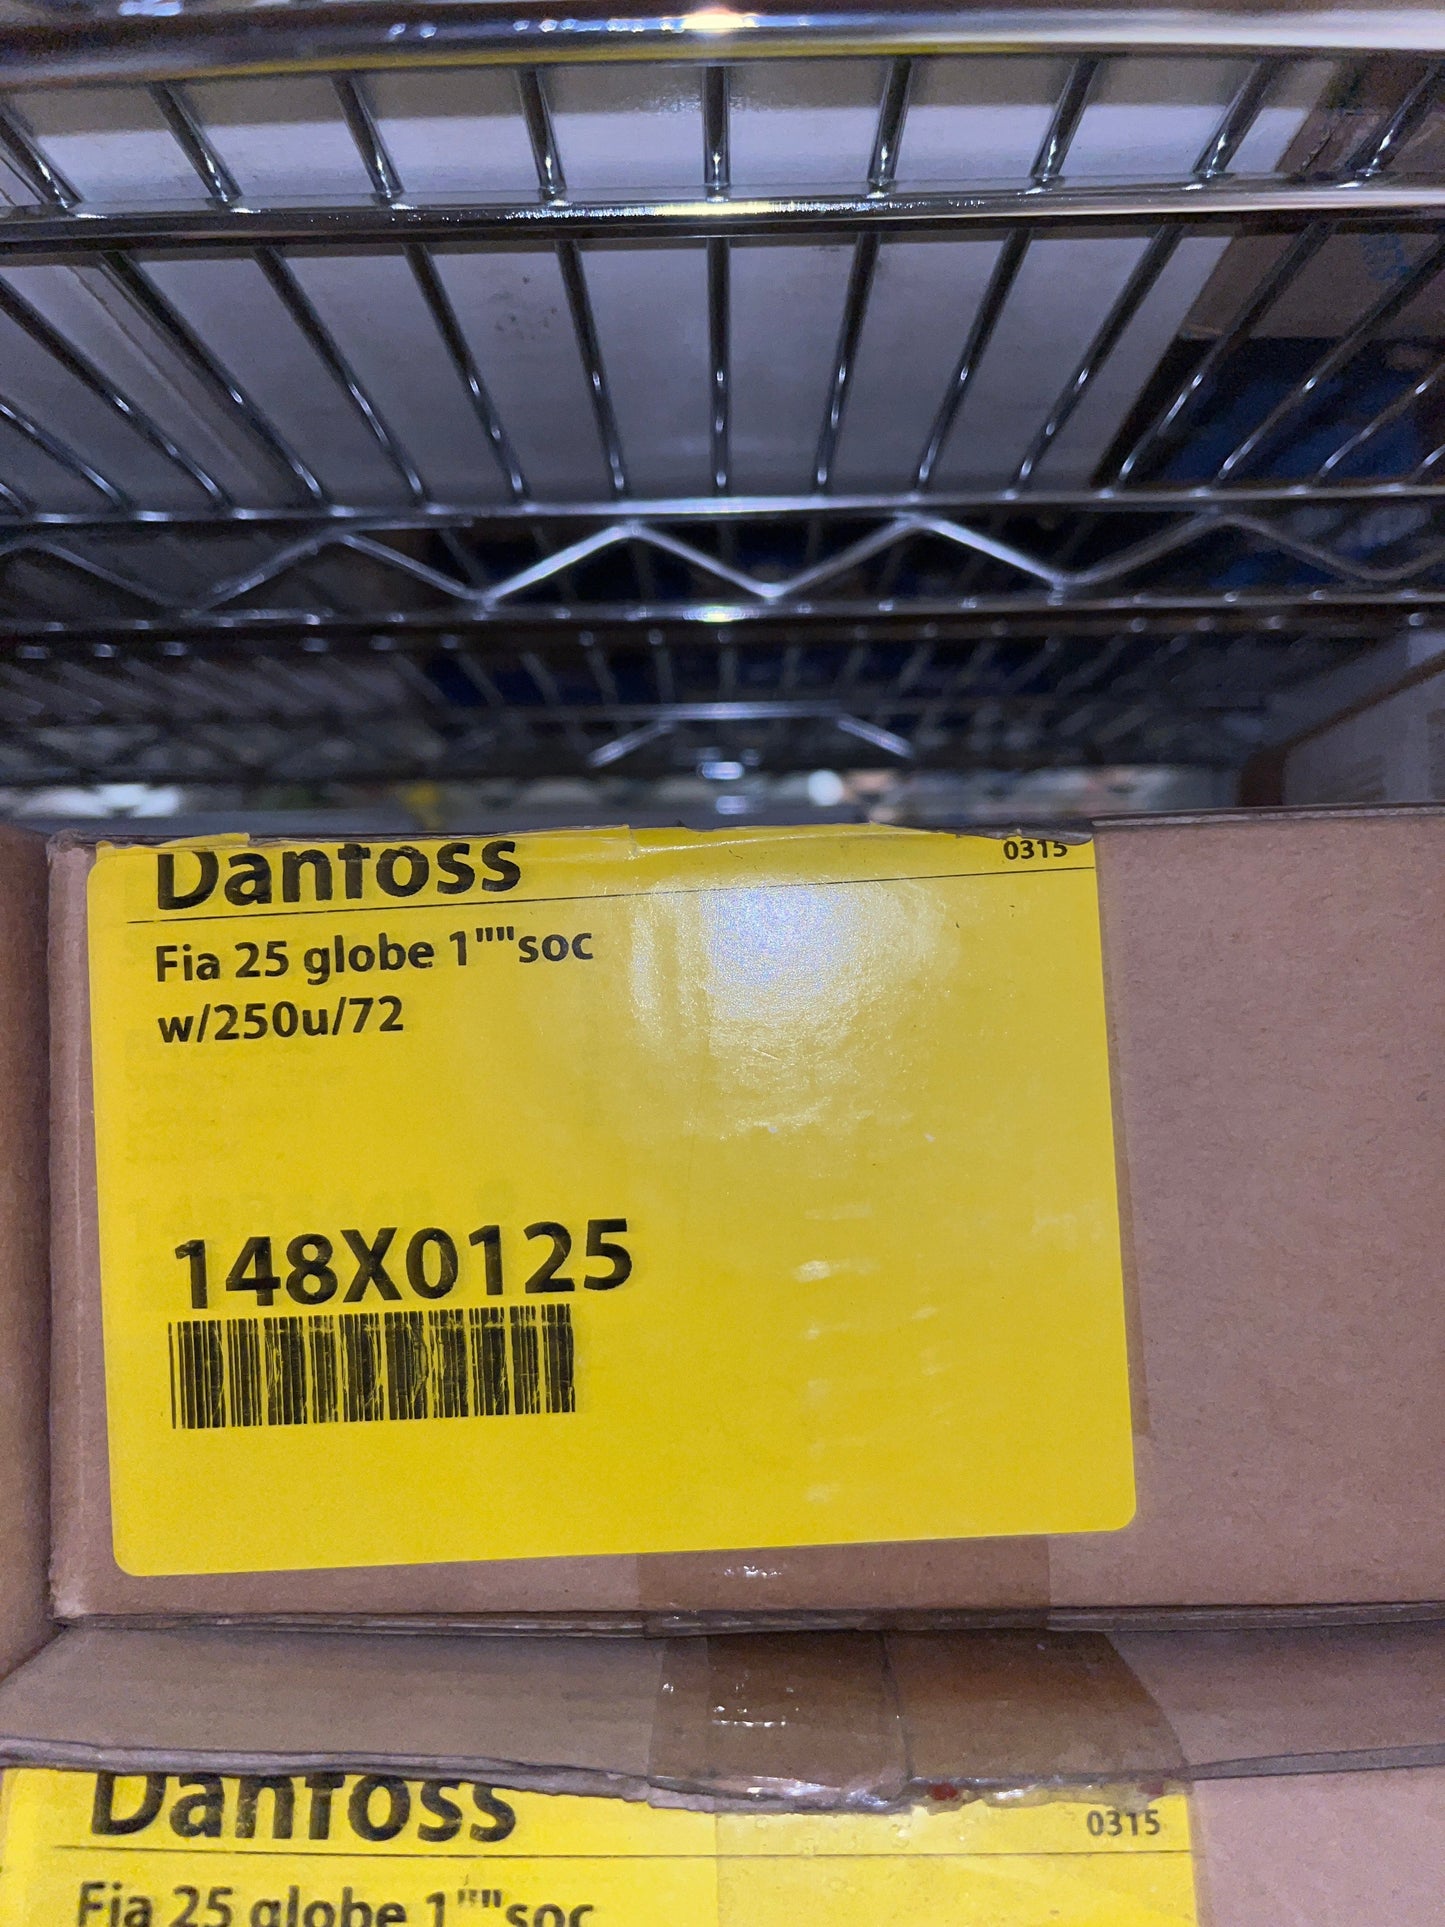 Danfoss
0315
Fia 25 globe 1""soc
w/250u/72
148X0125
Danfoss
0315
Fia 25 globe 1""soc